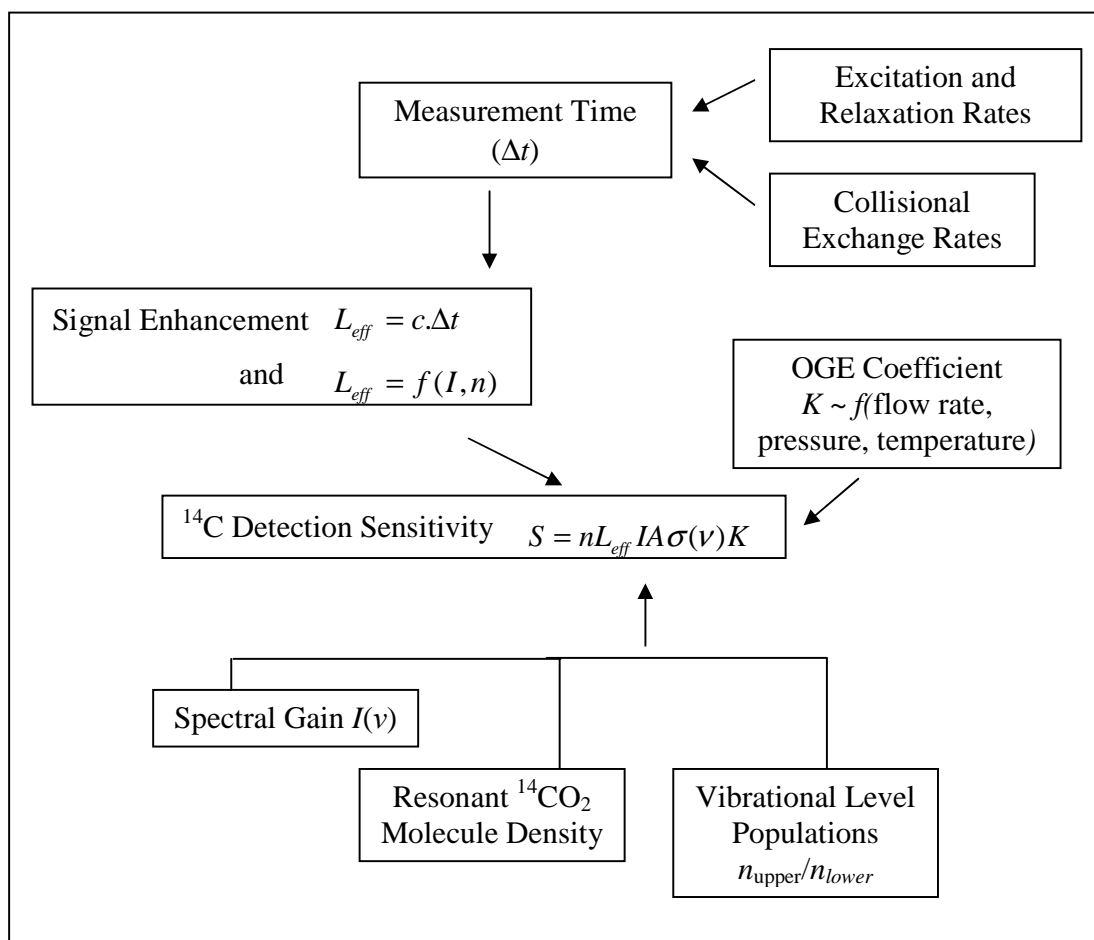 Measurement Time
(Δt)
Excitation and
Relaxation Rates
Collisional
Exchange Rates
Signal Enhancement L_eff = c.Δt
and L_eff = f(I,n)
OGE Coefficient
K ~ f(flow rate,
pressure, temperature)
¹⁴C Detection Sensitivity S = nL_eff IAσ(ν)K
Spectral Gain I(ν)
Resonant ¹⁴CO₂
Molecule Density
Vibrational Level
Populations
n_upper/n_lower